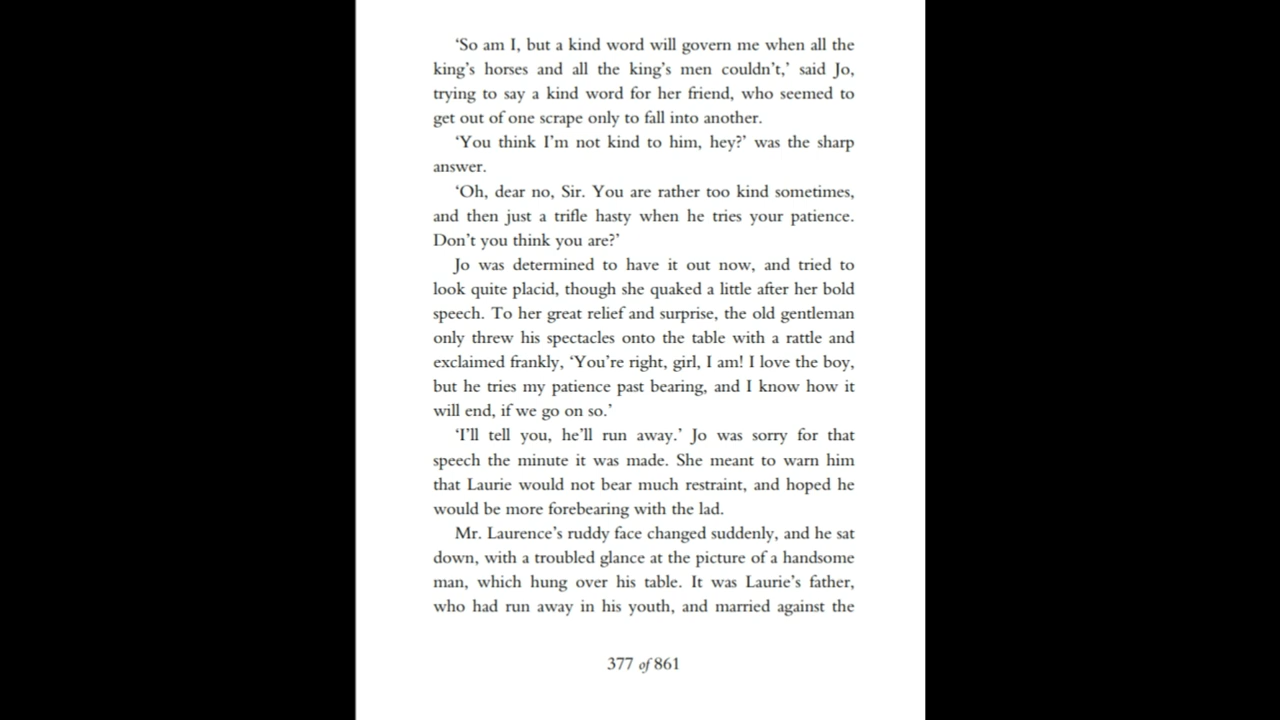 ‘So am I, but a kind word will govern me when all the
king’s horses and all the king’s men couldn’t,’ said Jo,
trying to say a kind word for her friend, who seemed to
get out of one scrape only to fall into another.
‘You think I’m not kind to him, hey?’ was the sharp
answer.
‘Oh, dear no, Sir. You are rather too kind sometimes,
and then just a trifle hasty when he tries your patience.
Don’t you think you are?’
Jo was determined to have it out now, and tried to
look quite placid, though she quaked a little after her bold
speech. To her great relief and surprise, the old gentleman
only threw his spectacles onto the table with a rattle and
exclaimed frankly, ‘You’re right, girl, I am! I love the boy,
but he tries my patience past bearing, and I know how it
will end, if we go on so.’
‘I’ll tell you, he’ll run away.’ Jo was sorry for that
speech the minute it was made. She meant to warn him
that Laurie would not bear much restraint, and hoped he
would be more forebearing with the lad.
Mr. Laurence’s ruddy face changed suddenly, and he sat
down, with a troubled glance at the picture of a handsome
man, which hung over his table. It was Laurie’s father,
who had run away in his youth, and married against the
377 of 861